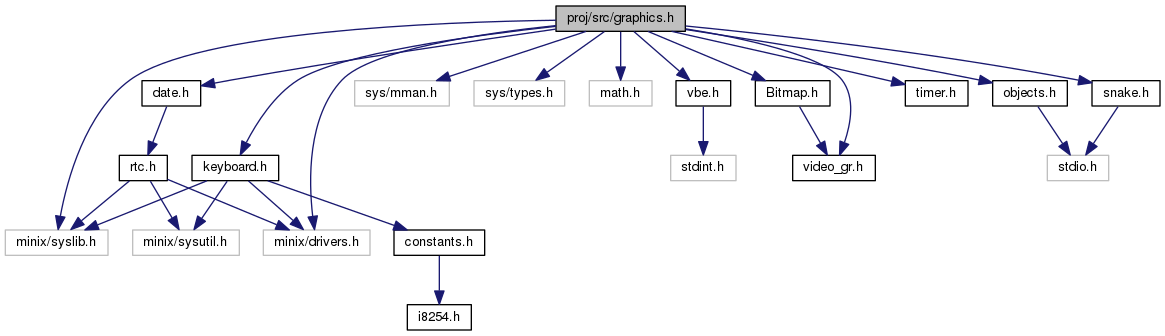 proj/src/graphics.h
date.h
sys/mman.h
sys/types.h
math.h
vbe.h
Bitmap.h
timer.h
objects.h
snake.h
rtc.h
keyboard.h
stdint.h
video_gr.h
stdio.h
minix/syslib.h
minix/sysutil.h
minix/drivers.h
constants.h
i8254.h